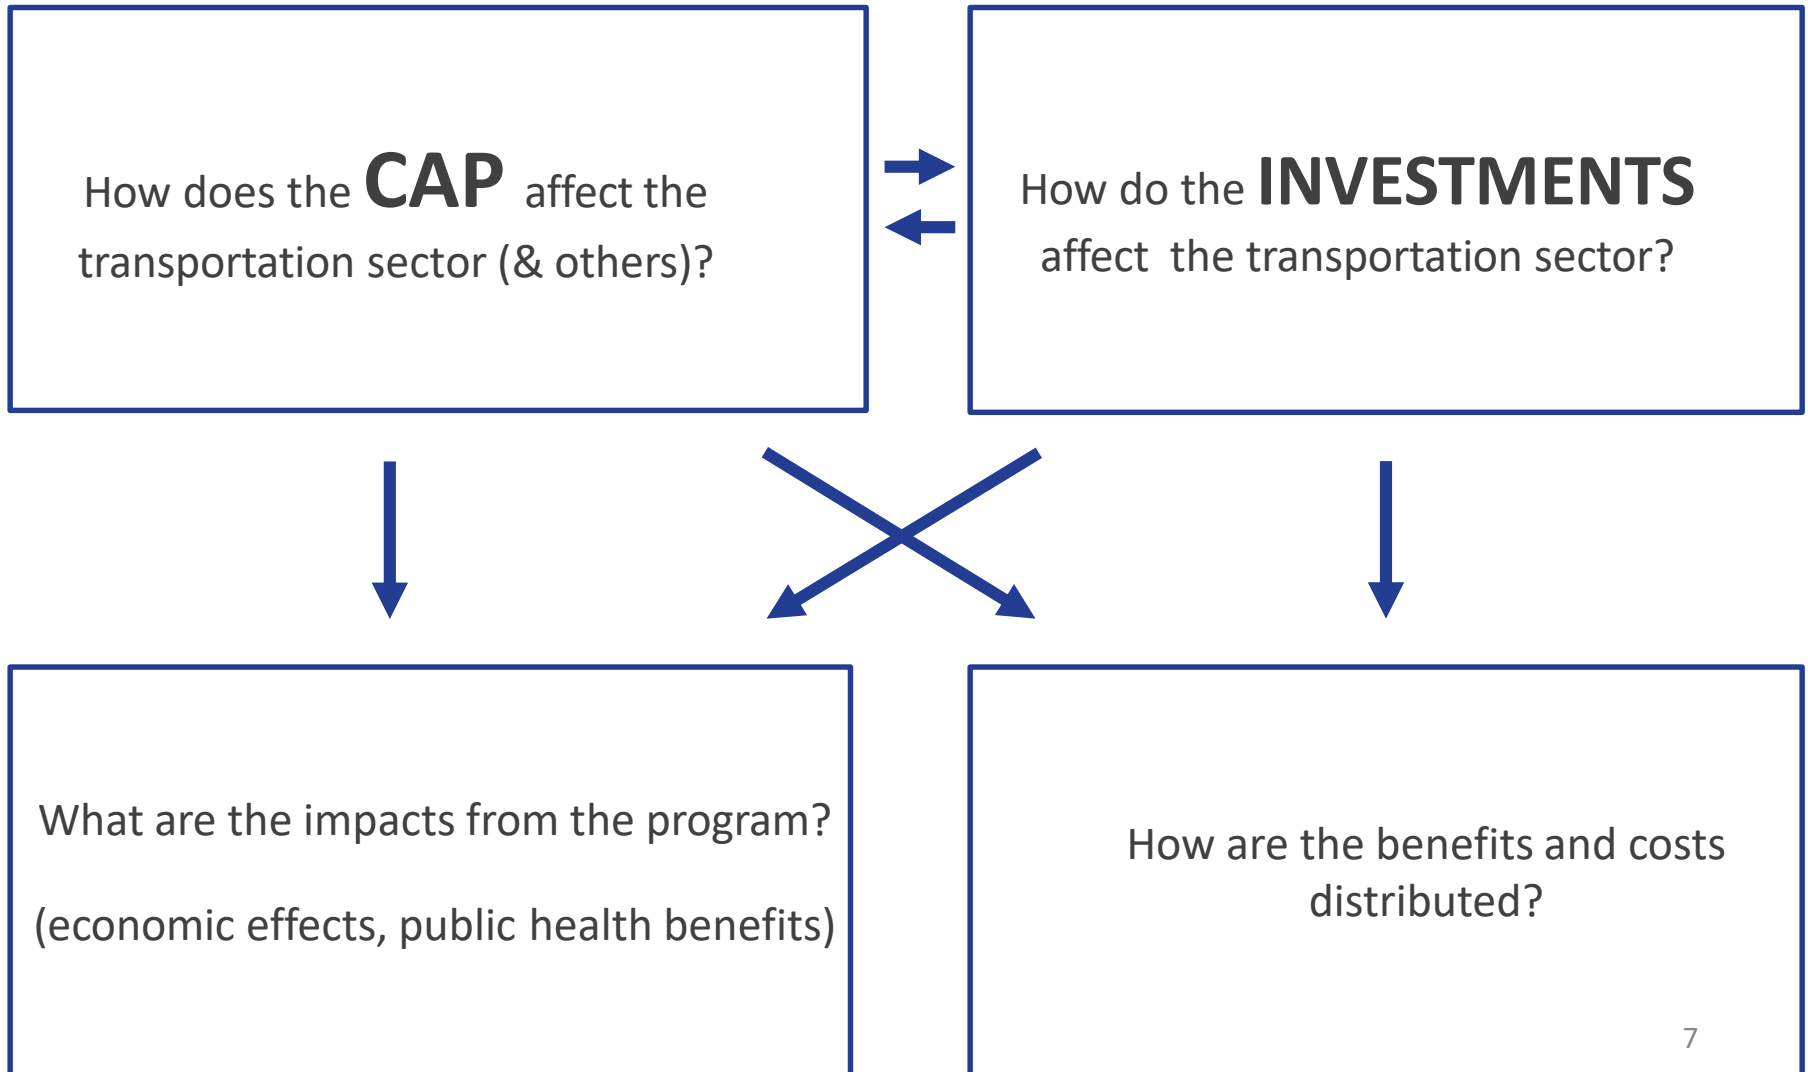 How does the CAP affect the
transportation sector (& others)?
How do the INVESTMENTS
affect the transportation sector?
What are the impacts from the program?
(economic effects, public health benefits)
How are the benefits and costs
distributed?
7